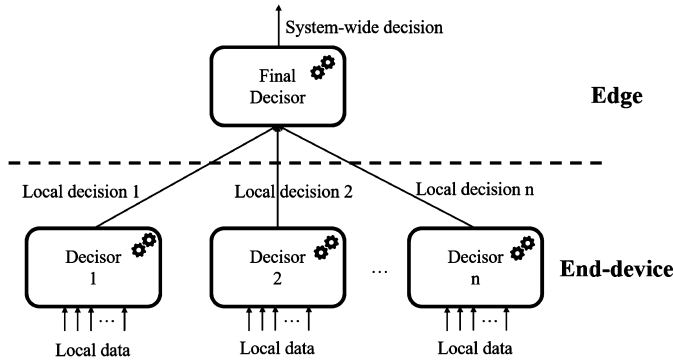 System-wide decision
Final
Decisor
Edge
Local decision 1
Local decision 2
Local decision n
Decisor
1
Decisor
2
...
Decisor
n
End-device
...
...
...
Local data
Local data
Local data